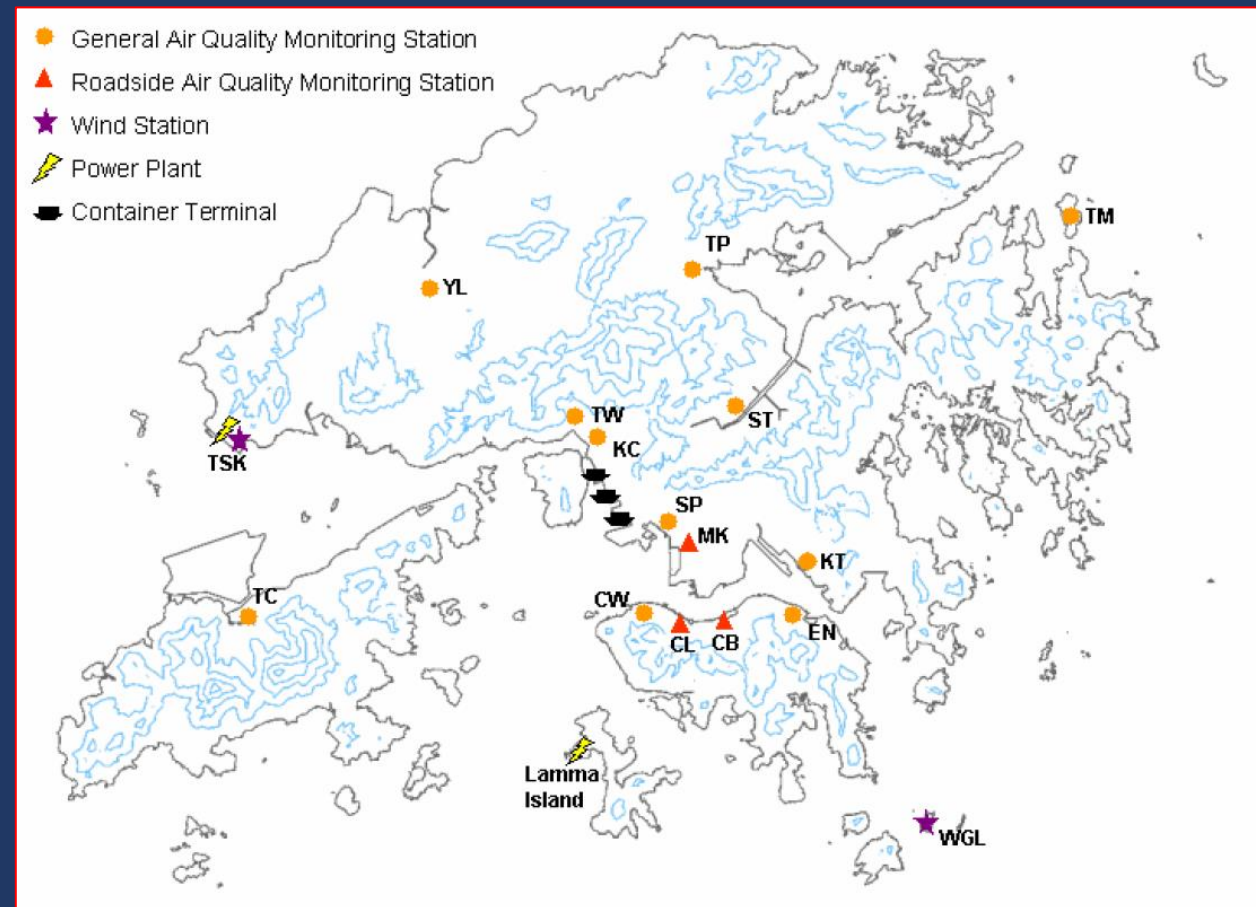 General Air Quality Monitoring Station
Roadside Air Quality Monitoring Station
Wind Station
Power Plant
Container Terminal
TM
TP
YL
TW
ST
KC
TSK
SP
MK
KT
TC
CW
EN
CL
CB
Lamma
Island
WGL